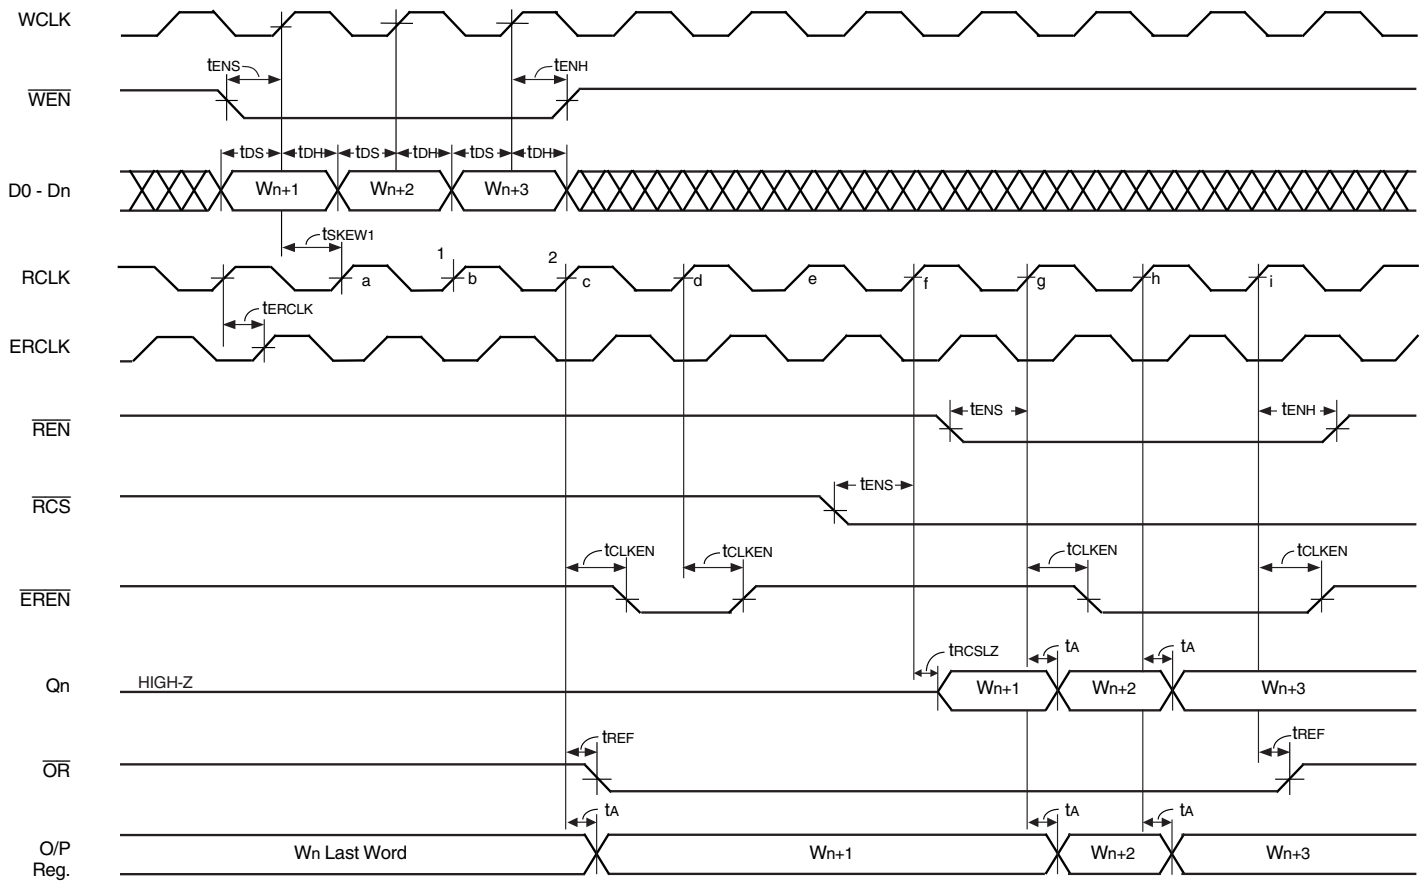 WCLK
tENS
tENH
WEN
tDS
tDH
tDS
tDH
tDS
tDH
D0 - Dn
Wn+1
Wn+2
Wn+3
tSKEW1
1
2
RCLK
a
b
c
d
e
f
g
h
i
tERCLK
ERCLK
REN
tENS
tENH
RCS
tENS
tCLKEN
tCLKEN
tCLKEN
tCLKEN
EREN
tRCSLZ
tA
tA
Qn
HIGH-Z
Wn+1
Wn+2
Wn+3
tREF
tREF
OR
tA
tA
tA
O/P
Reg.
Wn Last Word
Wn+1
Wn+2
Wn+3